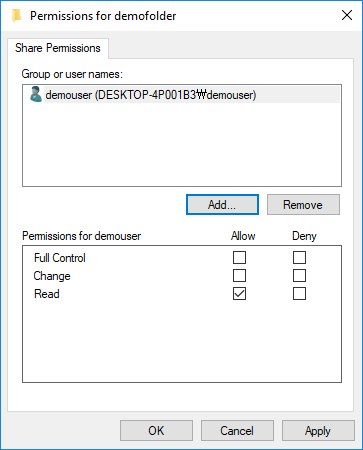 Permissions for demofolder
Share Permissions
Group or user names:
demouser (DESKTOP-4P001B3₩demouser)
Add...
Remove
Permissions for demouser
Allow
Deny
Full Control
Change
Read
OK
Cancel
Apply